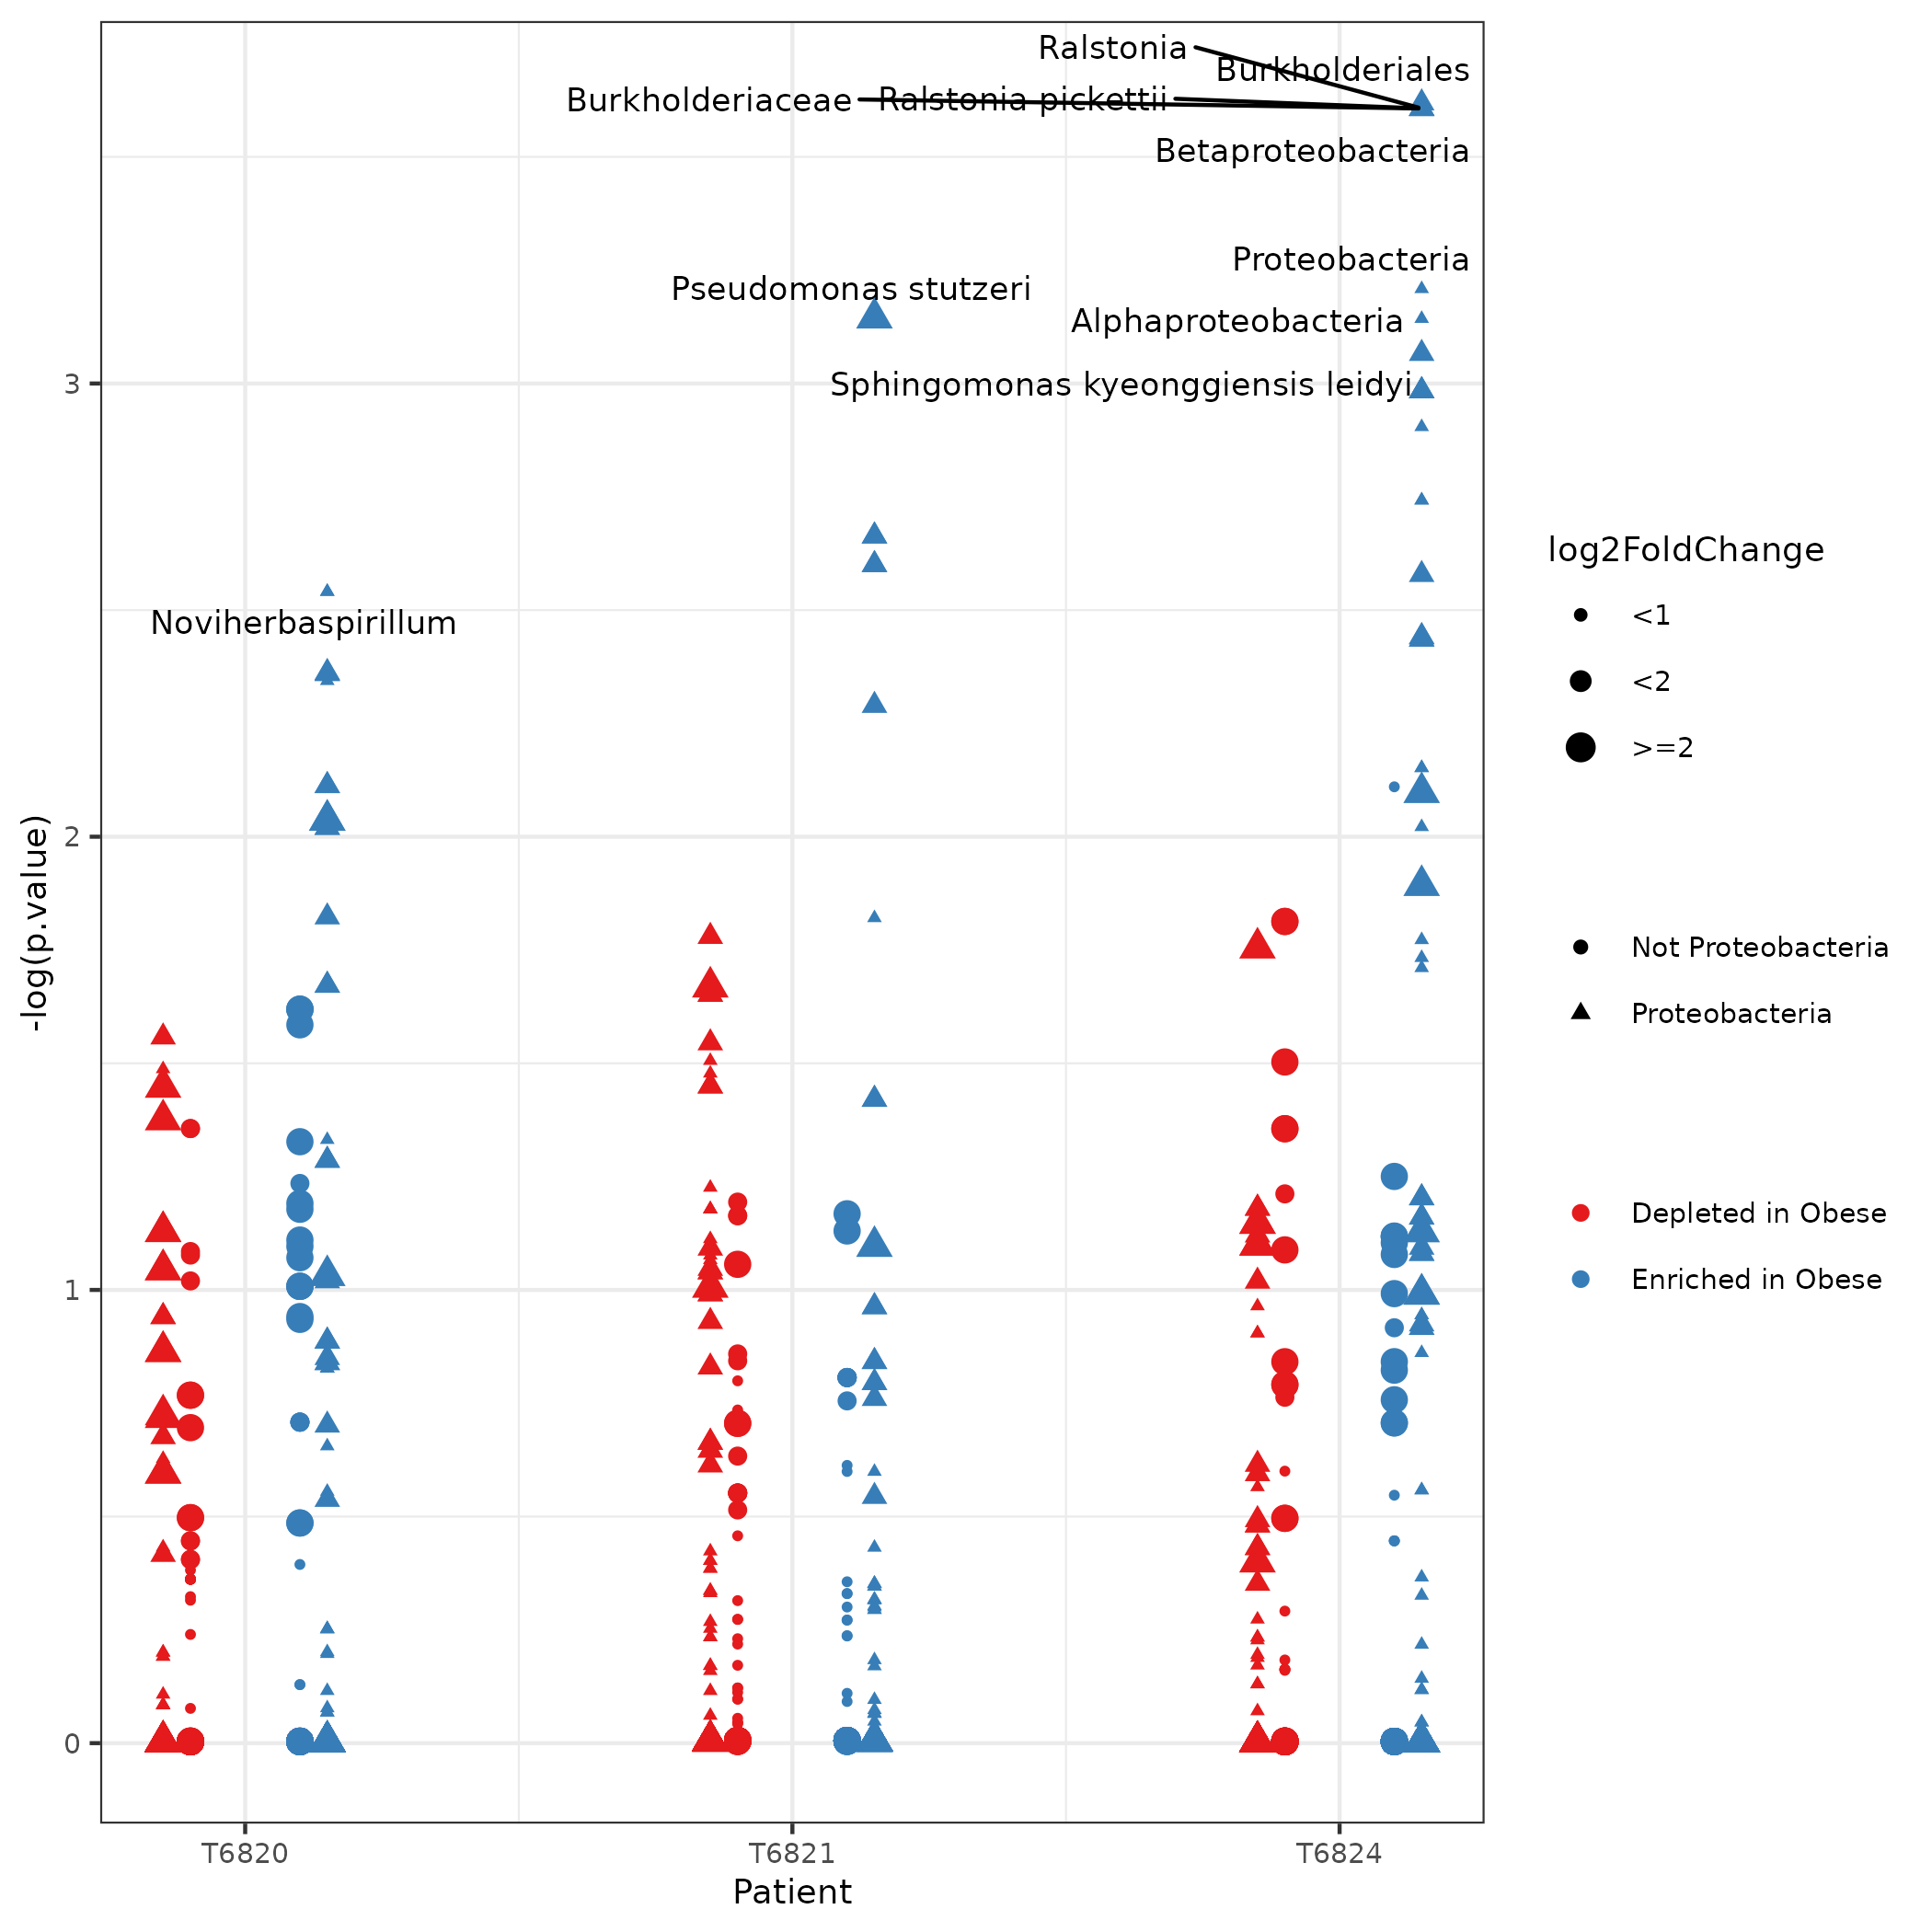 Ralstonia
Burkholderiales
Burkholderiaceae
Ralstonia pickettii
Betaproteobacteria
Proteobacteria
Pseudomonas stutzeri
Alphaproteobacteria
Sphingomonas kyeonggiensis leidyi
Noviherbaspirillum
-log(p.value)
3
2
1
0
T6820
T6821
T6824
Patient
log2FoldChange
<1
<2
>=2
Not Proteobacteria
Proteobacteria
Depleted in Obese
Enriched in Obese